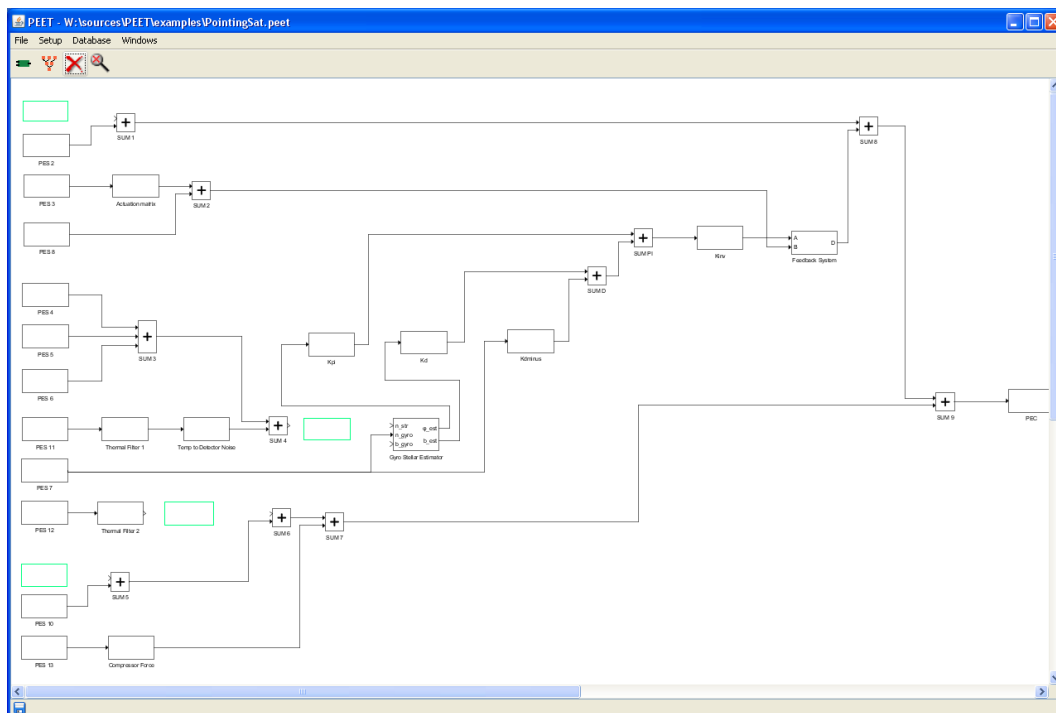 PEET - W:\sources\PEET\examples\PointingSat.peet
File Setup Database Windows
SUM 1
PES 2
SUM 8
PES 3
Actuation matrix
SUM 2
PES 8
A
B
D
Feedback System
SUM PI
Kinv
SUM D
PES 4
PES 5
SUM 3
Kpi
Kd
Kdminus
PES 6
PES 11
Thermal Filter 1
Temp to Detector Noise
SUM 4
n_str
n_gyro
b_gyro
φ_est
b_est
Gyro Stellar Estimator
SUM 9
PEC
PES 7
PES 12
Thermal Filter 2
SUM 6
SUM 7
SUM 5
PES 10
PES 13
Compressor Force